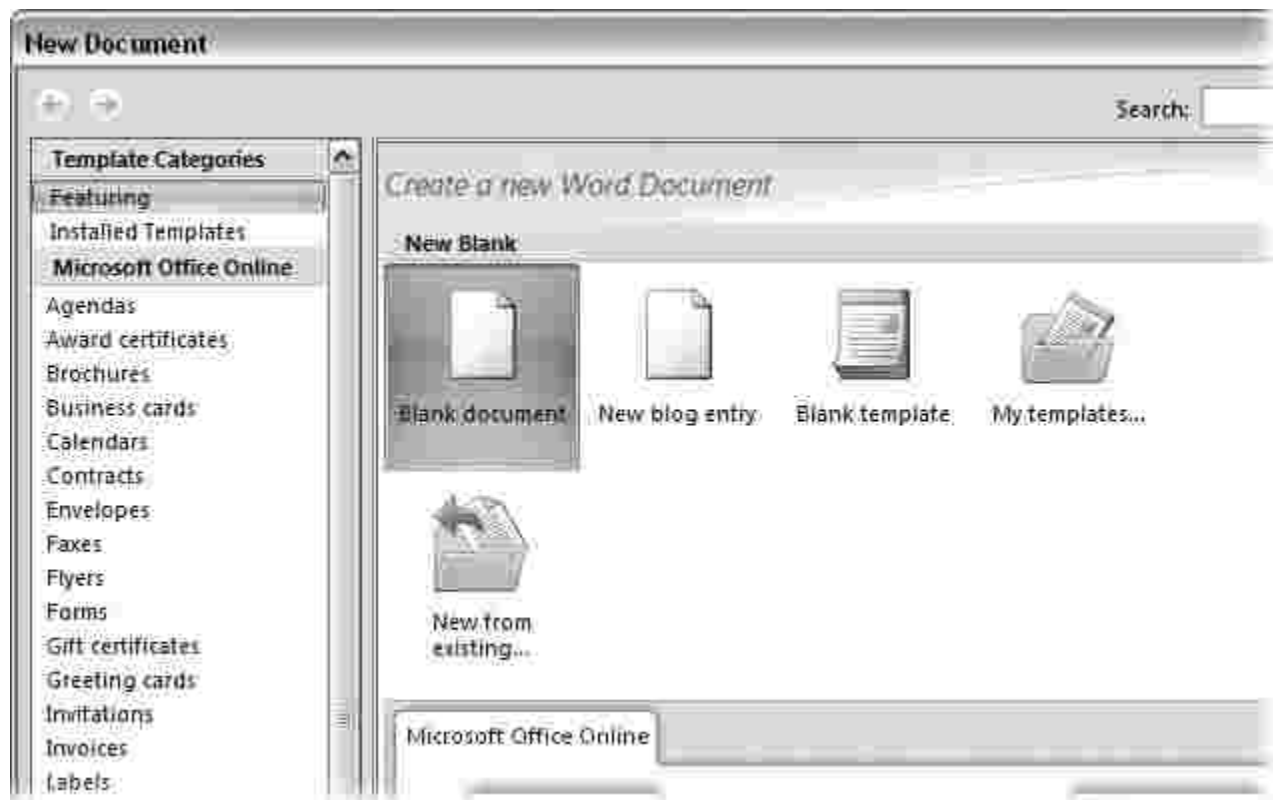 New Document
Search:
Template Categories
Featuring
Installed Templates
Microsoft Office Online
Agendas
Award certificates
Brochures
Business cards
Calendars
Contracts
Envelopes
Faxes
Flyers
Forms
Gift certificates
Greeting cards
Invitations
Invoices
Labels
Create a new Word Document
New Blank
Blank document New blog entry Blank template My templates...
New from
existing...
Microsoft Office Online